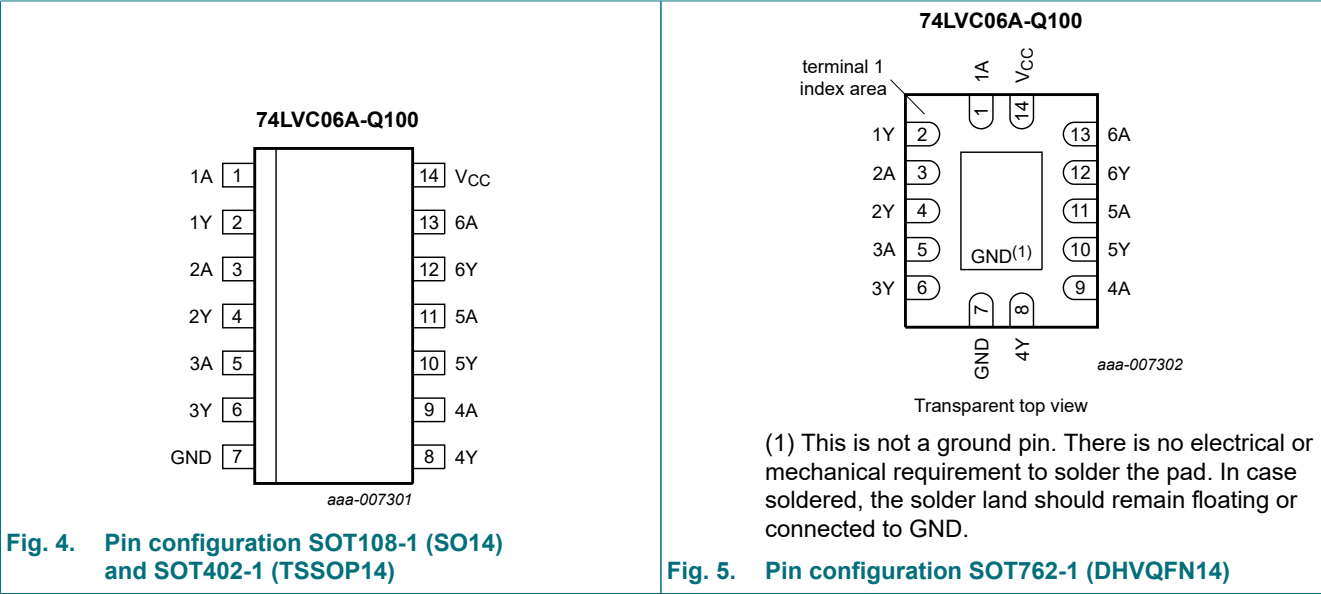 74LVC06A-Q100
1A 1
14 VCC
1Y 2
13 6A
2A 3
12 6Y
2Y 4
11 5A
3A 5
10 5Y
3Y 6
9 4A
GND 7
8 4Y
aaa-007301
Fig. 4. Pin configuration SOT108-1 (SO14)
and SOT402-1 (TSSOP14)
74LVC06A-Q100
terminal 1
index area
1A
VCC
1
14
1Y 2
13 6A
2A 3
12 6Y
2Y 4
11 5A
3A 5
GND(1)
10 5Y
3Y 6
9 4A
7
8
GND
4Y
aaa-007302
Transparent top view
(1) This is not a ground pin. There is no electrical or
mechanical requirement to solder the pad. In case
soldered, the solder land should remain floating or
connected to GND.
Fig. 5. Pin configuration SOT762-1 (DHVQFN14)